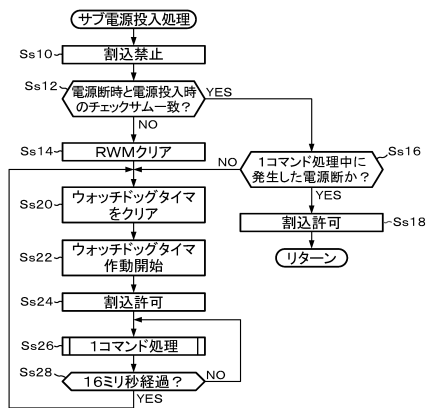 サブ電源投入処理
Ss10
割込禁止
Ss12
電源断時と電源投入時
のチェックサム一致?
YES
NO
Ss14
RWMクリア
NO
1コマンド処理中に
発生した電源断か?
Ss16
YES
割込許可
Ss18
リターン
Ss20
ウォッチドッグタイマ
をクリア
Ss22
ウォッチドッグタイマ
作動開始
Ss24
割込許可
Ss26
1コマンド処理
Ss28
16ミリ秒経過?
NO
YES